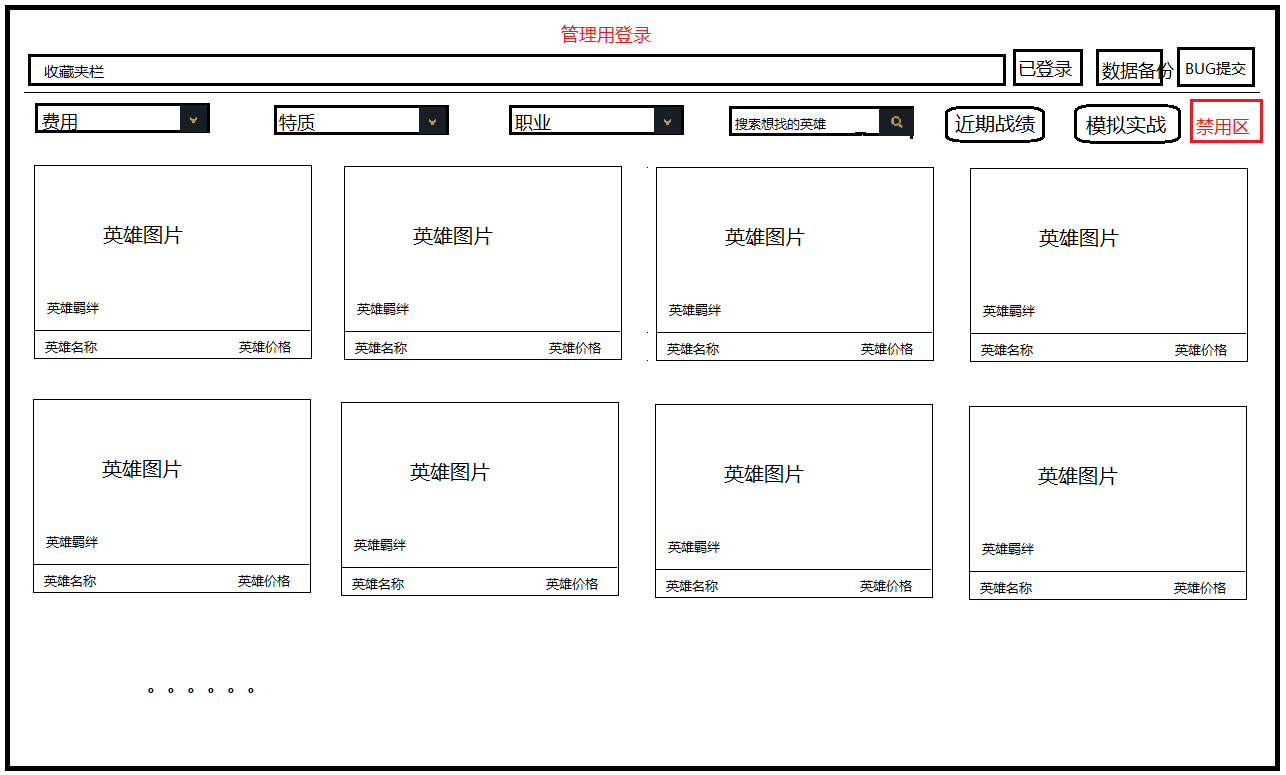 管理用登录
收藏夹栏 已登录 数据备份 BUG提交
费用 特质 职业 搜索想找的英雄 近期战绩 模拟实战 禁用区
英雄图片 英雄图片 英雄图片 英雄图片
英雄羁绊 英雄羁绊 英雄羁绊 英雄羁绊
英雄名称 英雄价格 英雄名称 英雄价格 英雄名称 英雄价格 英雄名称 英雄价格
英雄图片 英雄图片 英雄图片 英雄图片
英雄羁绊 英雄羁绊 英雄羁绊 英雄羁绊
英雄名称 英雄价格 英雄名称 英雄价格 英雄名称 英雄价格 英雄名称 英雄价格
。。。。。。